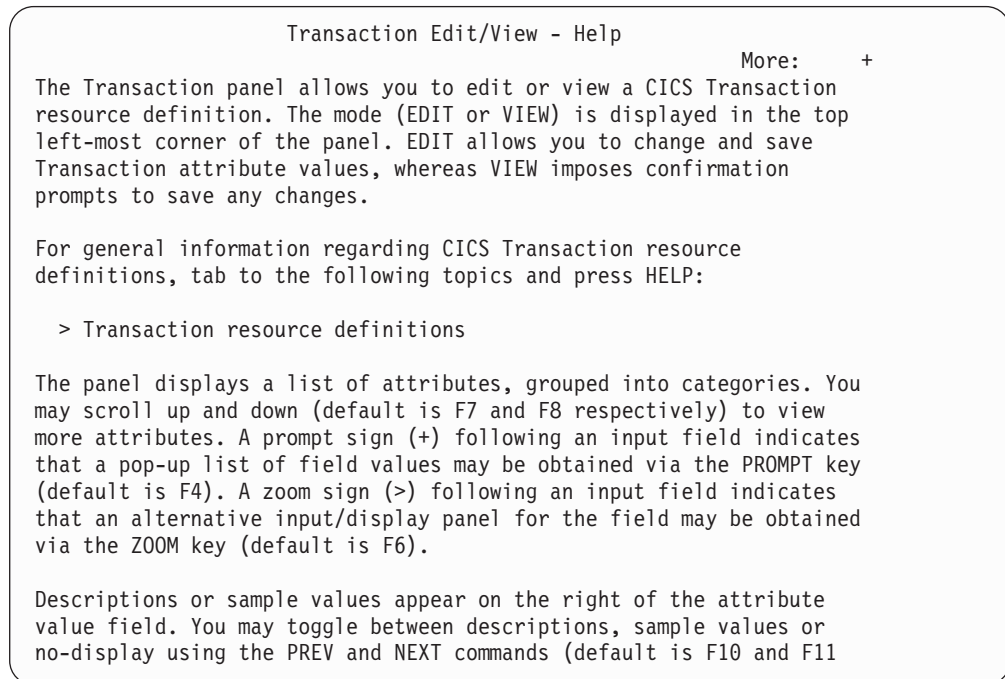 Transaction Edit/View - Help
More:     +
The Transaction panel allows you to edit or view a CICS Transaction
resource definition. The mode (EDIT or VIEW) is displayed in the top
left-most corner of the panel. EDIT allows you to change and save
Transaction attribute values, whereas VIEW imposes confirmation
prompts to save any changes.
For general information regarding CICS Transaction resource
definitions, tab to the following topics and press HELP:
> Transaction resource definitions
The panel displays a list of attributes, grouped into categories. You
may scroll up and down (default is F7 and F8 respectively) to view
more attributes. A prompt sign (+) following an input field indicates
that a pop-up list of field values may be obtained via the PROMPT key
(default is F4). A zoom sign (>) following an input field indicates
that an alternative input/display panel for the field may be obtained
via the ZOOM key (default is F6).
Descriptions or sample values appear on the right of the attribute
value field. You may toggle between descriptions, sample values or
no-display using the PREV and NEXT commands (default is F10 and F11